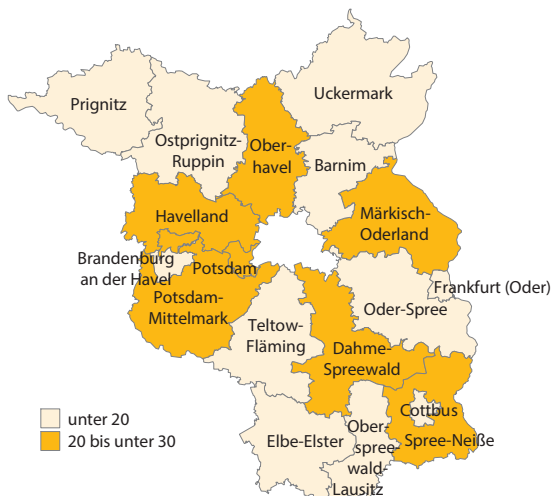 Uckermark
Prignitz
Ostprignitz-
Ruppin
Ober-
havel
Barnim
Havelland
Märkisch-
Oderland
Brandenburg
an der Havel
Potsdam
Potsdam-
Mittelmark
Frankfurt (Oder)
Oder-Spree
Teltow-
Fläming
Dahme-
Spreewald
Cottbus
Spree-Neiße
Elbe-Elster
Ober-
spree-
wald-
Lausitz
unter 20
20 bis unter 30